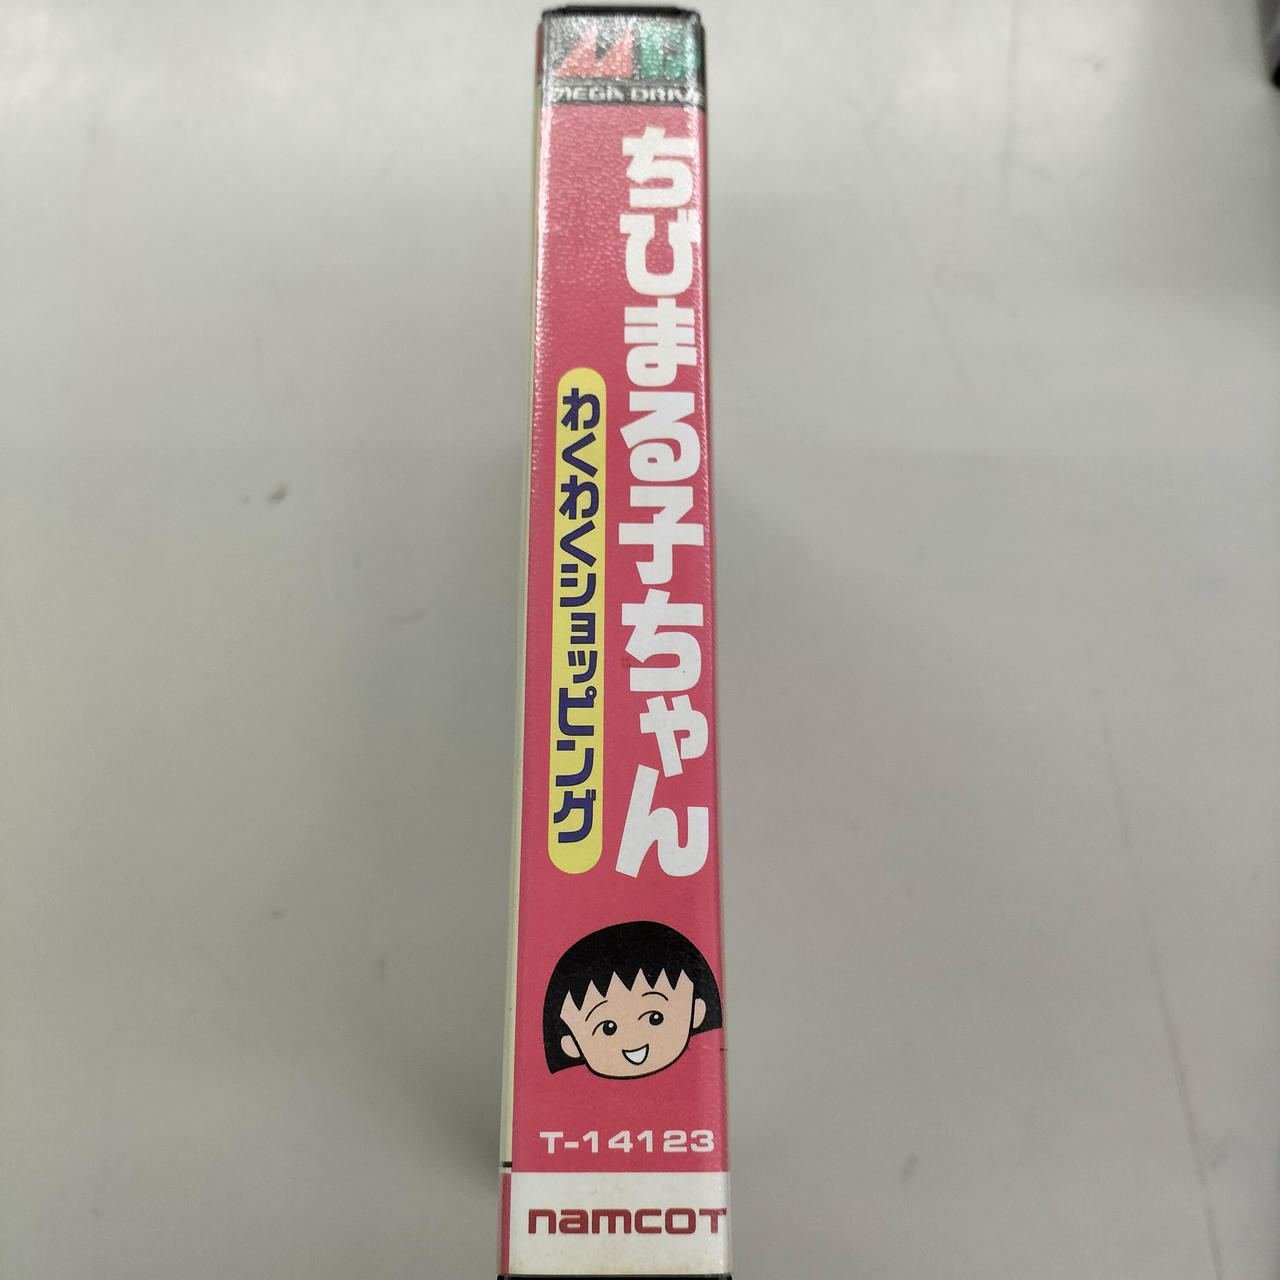 MEGA DRIVE
ちびまる子ちゃん
わくわくショッピング
T-14123
namcot